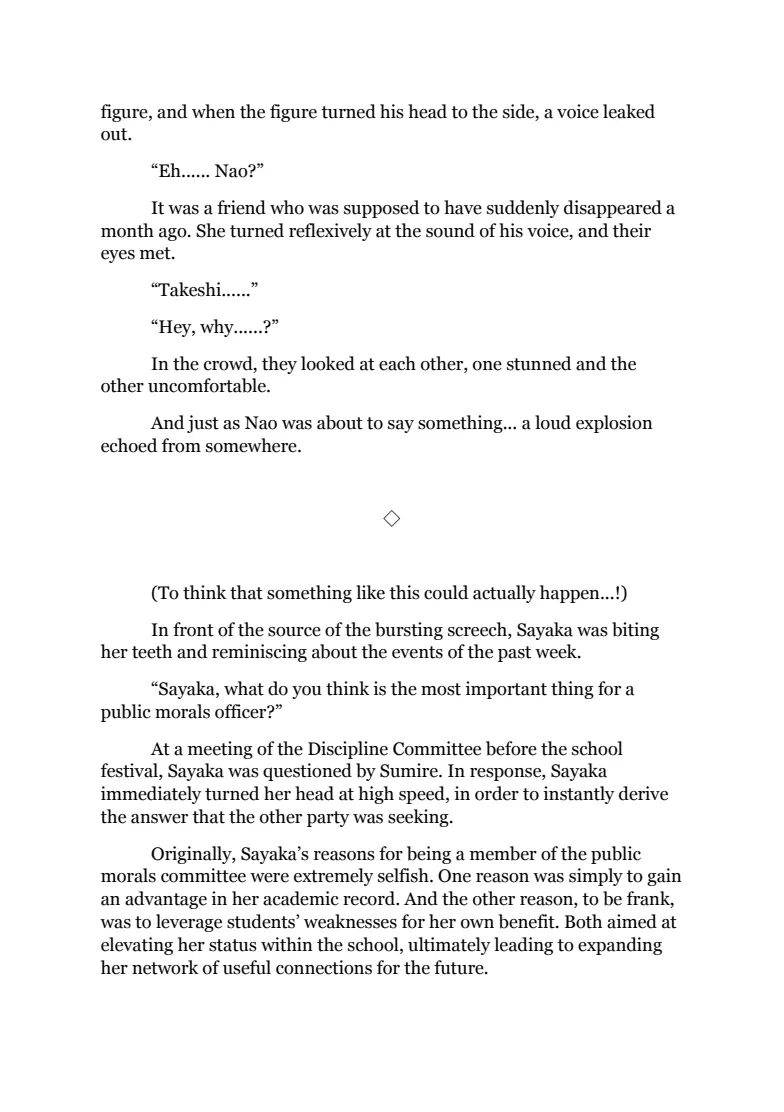 figure, and when the figure turned his head to the side, a voice leaked
out.
“Eh...... Nao?”
It was a friend who was supposed to have suddenly disappeared a
month ago. She turned reflexively at the sound of his voice, and their
eyes met.
“Takeshi......”
“Hey, why......?”
In the crowd, they looked at each other, one stunned and the
other uncomfortable.
And just as Nao was about to say something... a loud explosion
echoed from somewhere.
◇
(To think that something like this could actually happen...!)
In front of the source of the bursting screech, Sayaka was biting
her teeth and reminiscing about the events of the past week.
“Sayaka, what do you think is the most important thing for a
public morals officer?”
At a meeting of the Discipline Committee before the school
festival, Sayaka was questioned by Sumire. In response, Sayaka
immediately turned her head at high speed, in order to instantly derive
the answer that the other party was seeking.
Originally, Sayaka’s reasons for being a member of the public
morals committee were extremely selfish. One reason was simply to gain
an advantage in her academic record. And the other reason, to be frank,
was to leverage students’ weaknesses for her own benefit. Both aimed at
elevating her status within the school, ultimately leading to expanding
her network of useful connections for the future.